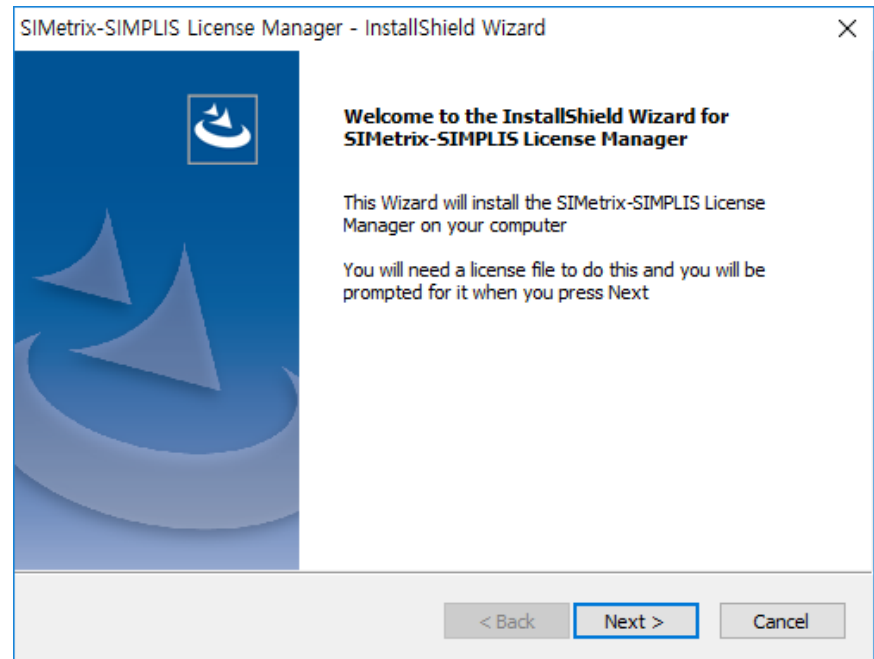 SIMetrix-SIMPLIS License Manager - InstallShield Wizard
Welcome to the InstallShield Wizard for
SIMetrix-SIMPLIS License Manager
This Wizard will install the SIMetrix-SIMPLIS License
Manager on your computer
You will need a license file to do this and you will be
prompted for it when you press Next
< Back Next > Cancel